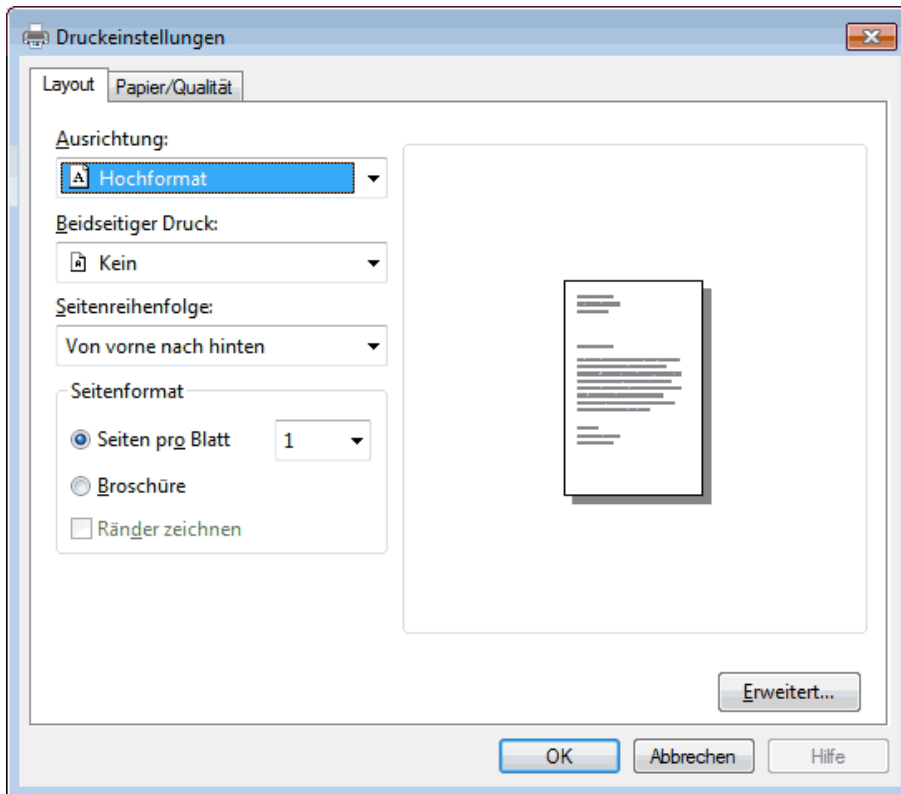 Druckeinstellungen
Layout Papier/Qualität
Ausrichtung:
Hochformat
Beidseitiger Druck:
Kein
Seitenreihenfolge:
Von vorne nach hinten
Seitenformat
Seiten pro Blatt 1
Broschüre
Ränder zeichnen
Erweitert...
OK Abbrechen Hilfe